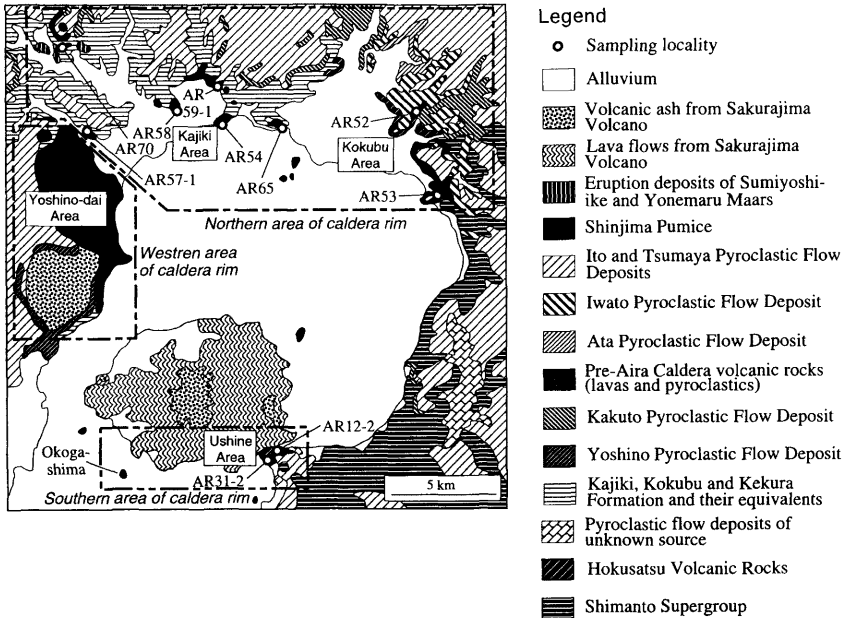 AR
59-1
AR58
Kajiki
Area
AR70
AR54
AR57-1
AR65
AR52
Kokubu
Area
AR53
Yoshino-dai
Area
Northern area of caldera rim
Westren area
of caldera rim
Ushine
Area
AR12-2
Okoga-
shima
AR31-2
Southern area of caldera rim
5 km
Legend
Sampling locality
Alluvium
Volcanic ash from Sakurajima
Volcano
Lava flows from Sakurajima
Volcano
Eruption deposits of Sumiyoshi-
ike and Yonemaru Maars
Shinjima Pumice
Ito and Tsumaya Pyroclastic Flow
Deposits
Iwato Pyroclastic Flow Deposit
Ata Pyroclastic Flow Deposit
Pre-Aira Caldera volcanic rocks
(lavas and pyroclastics)
Kakuto Pyroclastic Flow Deposit
Yoshino Pyroclastic Flow Deposit
Kajiki, Kokubu and Kekura
Formation and their equivalents
Pyroclastic flow deposits of
unknown source
Hokusatsu Volcanic Rocks
Shimanto Supergroup